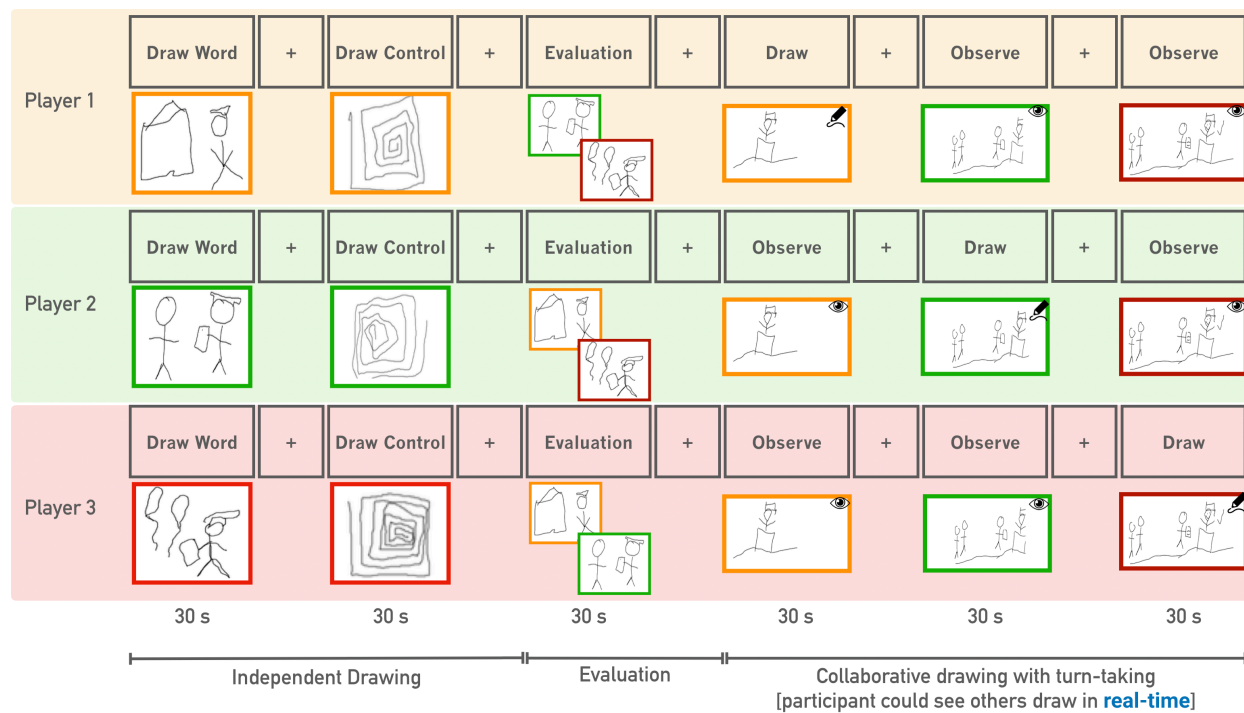 Draw Word + Draw Control + Evaluation + Draw + Observe + Observe
Player 1
Draw Word + Draw Control + Evaluation + Observe + Draw + Observe
Player 2
Draw Word + Draw Control + Evaluation + Observe + Observe + Draw
Player 3
30 s 30 s 30 s 30 s 30 s 30 s
Independent Drawing Evaluation Collaborative drawing with turn-taking
[participant could see others draw in real-time]